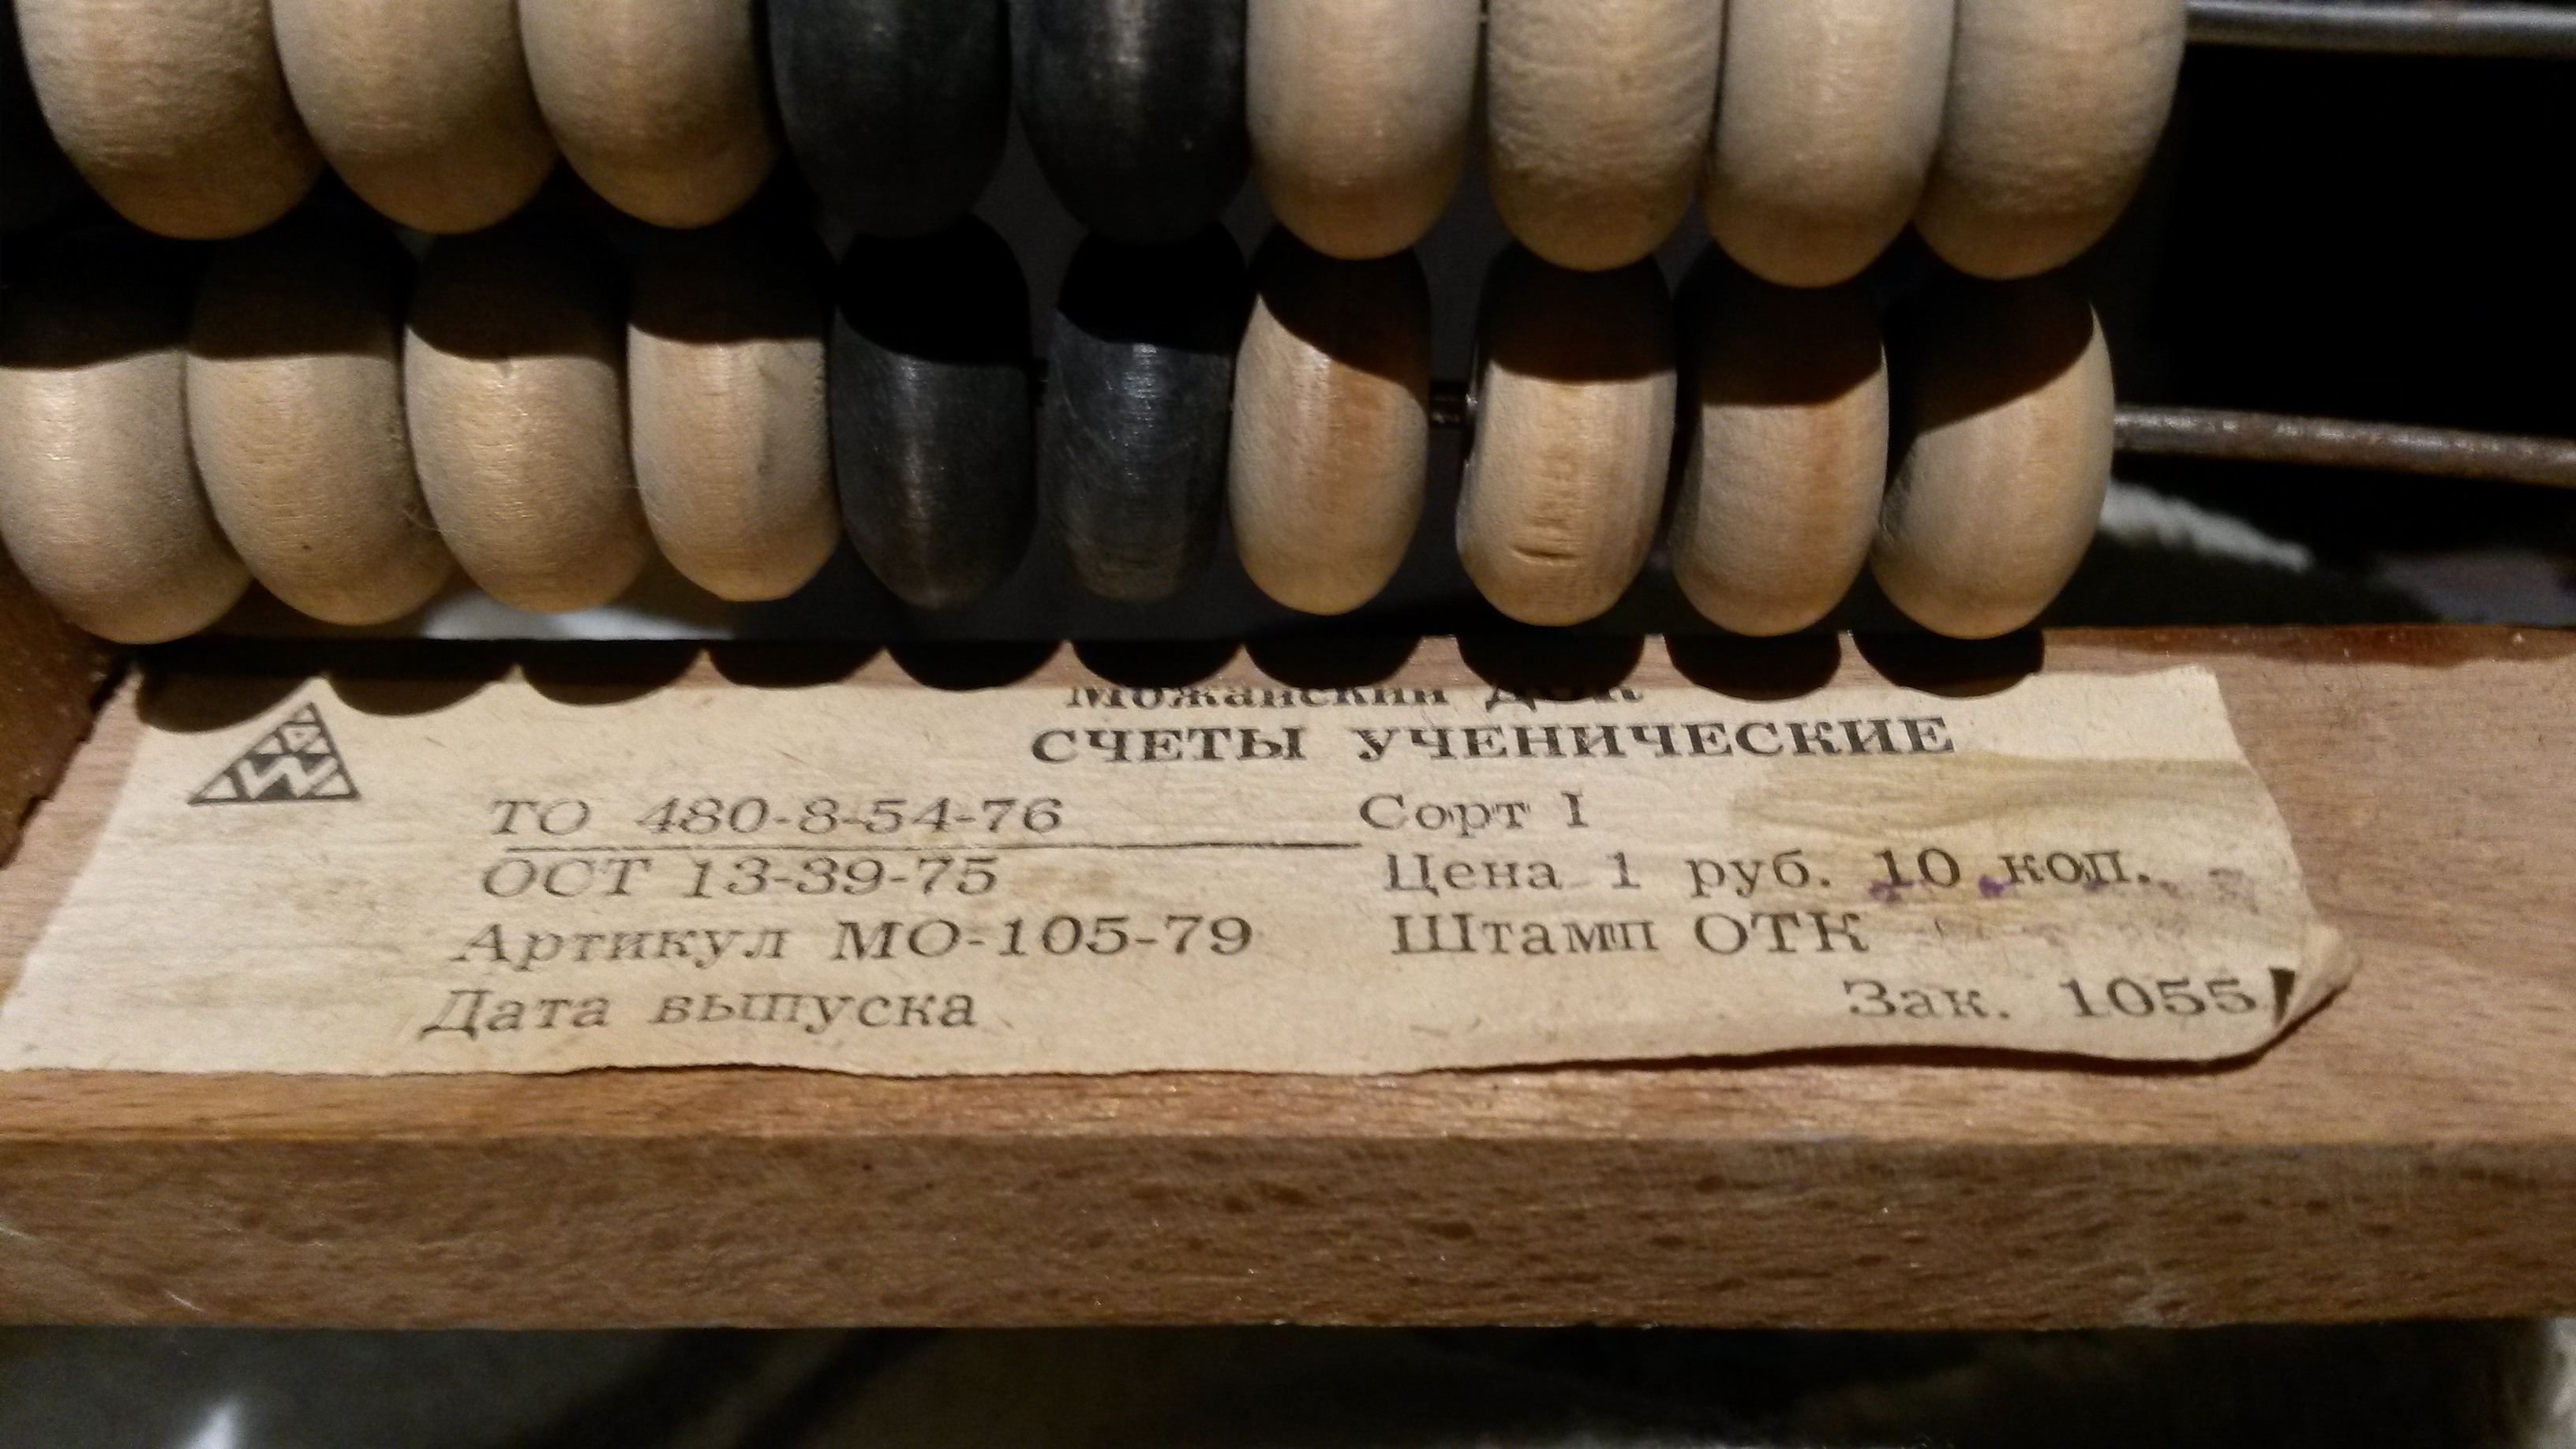 Можайский ДОК
СЧЕТЫ УЧЕНИЧЕСКИЕ
ТО 480-8-54-76
Сорт I
ОСТ 13-39-75
Цена 1 руб. 10 коп.
Артикул МО-105-79
Штамп ОТК
Дата выпуска
Зак. 1055